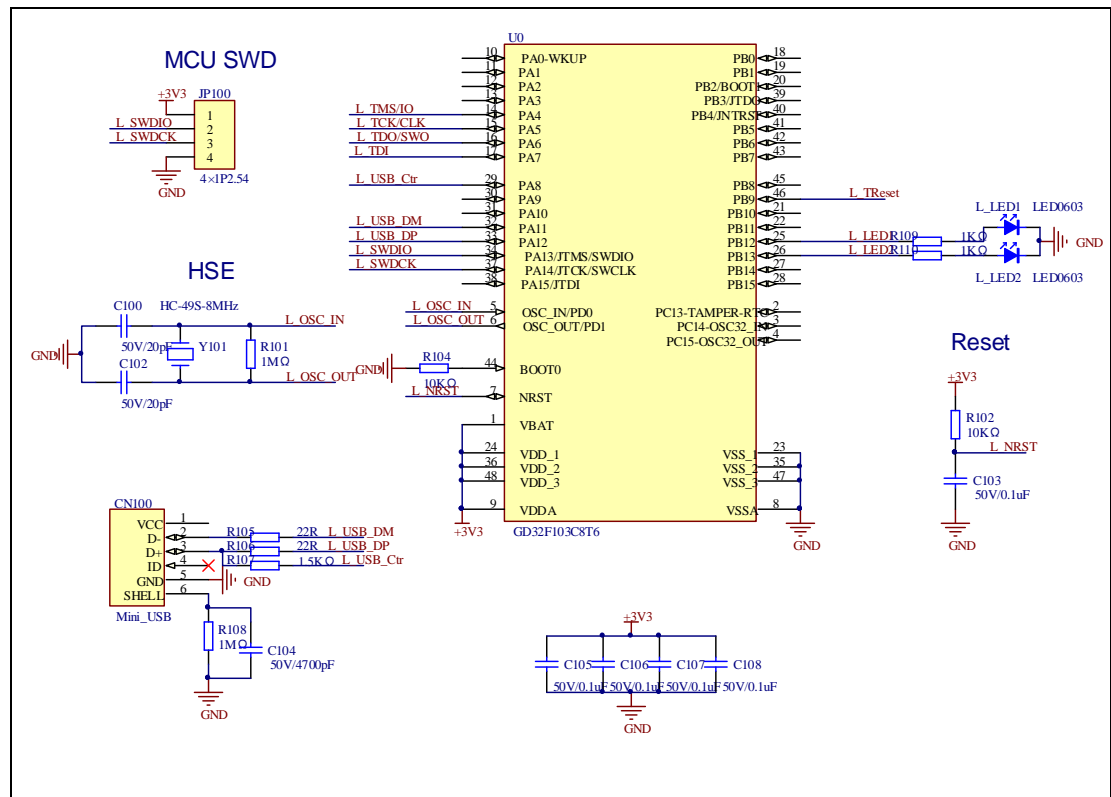 MCU SWD
+3V3
JP100
1
L_SWDIO
2
L_SWDCK
3
4
GND
4×1P2.54
HSE
C100
HC-49S-8MHz
L_OSC_IN
GND
50V/20pF
Y101
R101
1MΩ
C102
L_OSC_OUT
50V/20pF
CN100
VCC
1
D-
2
R105
22R
L_USB_DM
D+
3
R106
22R
L_USB_DP
ID
4
R107
1.5KΩ
L_USB_Ctr
GND
5
GND
SHELL
6
Mini_USB
R108
1MΩ
C104
50V/4700pF
GND
U0
10
PA0-WKUP
11
PA1
12
PA2
13
PA3
L_TMS/IO
14
PA4
L_TCK/CLK
15
PA5
L_TDO/SWO
16
PA6
L_TDI
17
PA7
L_USB_Ctr
29
PA8
30
PA9
31
PA10
L_USB_DM
32
PA11
L_USB_DP
33
PA12
L_SWDIO
34
PA13/JTMS/SWDIO
L_SWDCK
37
PA14/JTCK/SWCLK
38
PA15/JTDI
L_OSC_IN
5
OSC_IN/PD0
L_OSC_OUT
6
OSC_OUT/PD1
GND
R104
10KΩ
44
BOOT0
L_NRST
7
NRST
1
VBAT
24
VDD_1
36
VDD_2
48
VDD_3
9
VDDA
+3V3
GD32F103C8T6
PB0
18
PB1
19
PB2/BOOT1
20
PB3/JTDO
39
PB4/JNTRST
40
PB5
41
PB6
42
PB7
43
PB8
45
PB9
46
L_TReset
PB10
21
PB11
22
PB12
25
L_LED1
R109
1KΩ
PB13
26
L_LED2
R110
1KΩ
PB14
27
PB15
28
PC13-TAMPER-RTC
2
PC14-OSC32_IN
3
PC15-OSC32_OUT
4
VSS_1
23
VSS_2
35
VSS_3
47
VSSA
8
GND
L_LED1 LED0603
GND
L_LED2 LED0603
Reset
+3V3
R102
10KΩ
L_NRST
C103
50V/0.1uF
GND
+3V3
C105
C106
C107
C108
50V/0.1uF
50V/0.1uF
50V/0.1uF
50V/0.1uF
GND